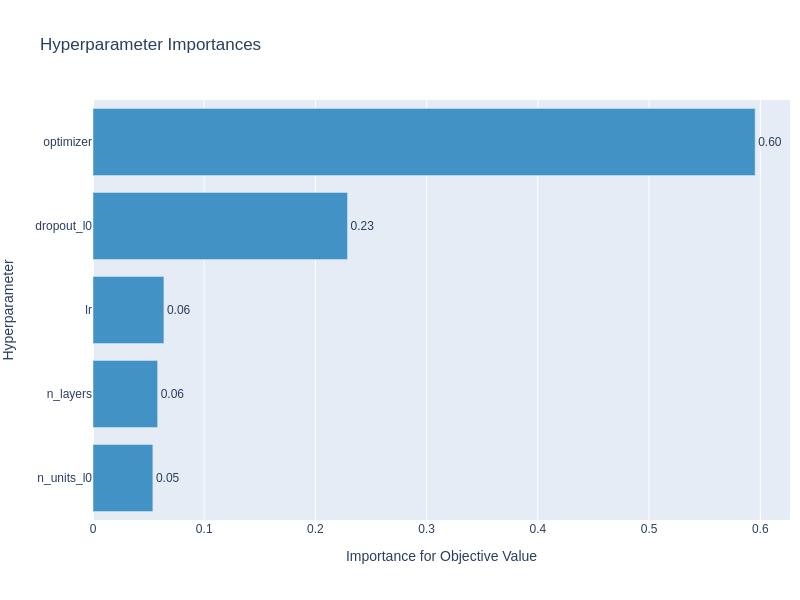 Hyperparameter Importances
optimizer
0.60
dropout_l0
0.23
lr
0.06
n_layers
0.06
n_units_l0
0.05
0 0.1 0.2 0.3 0.4 0.5 0.6
Importance for Objective Value
Hyperparameter